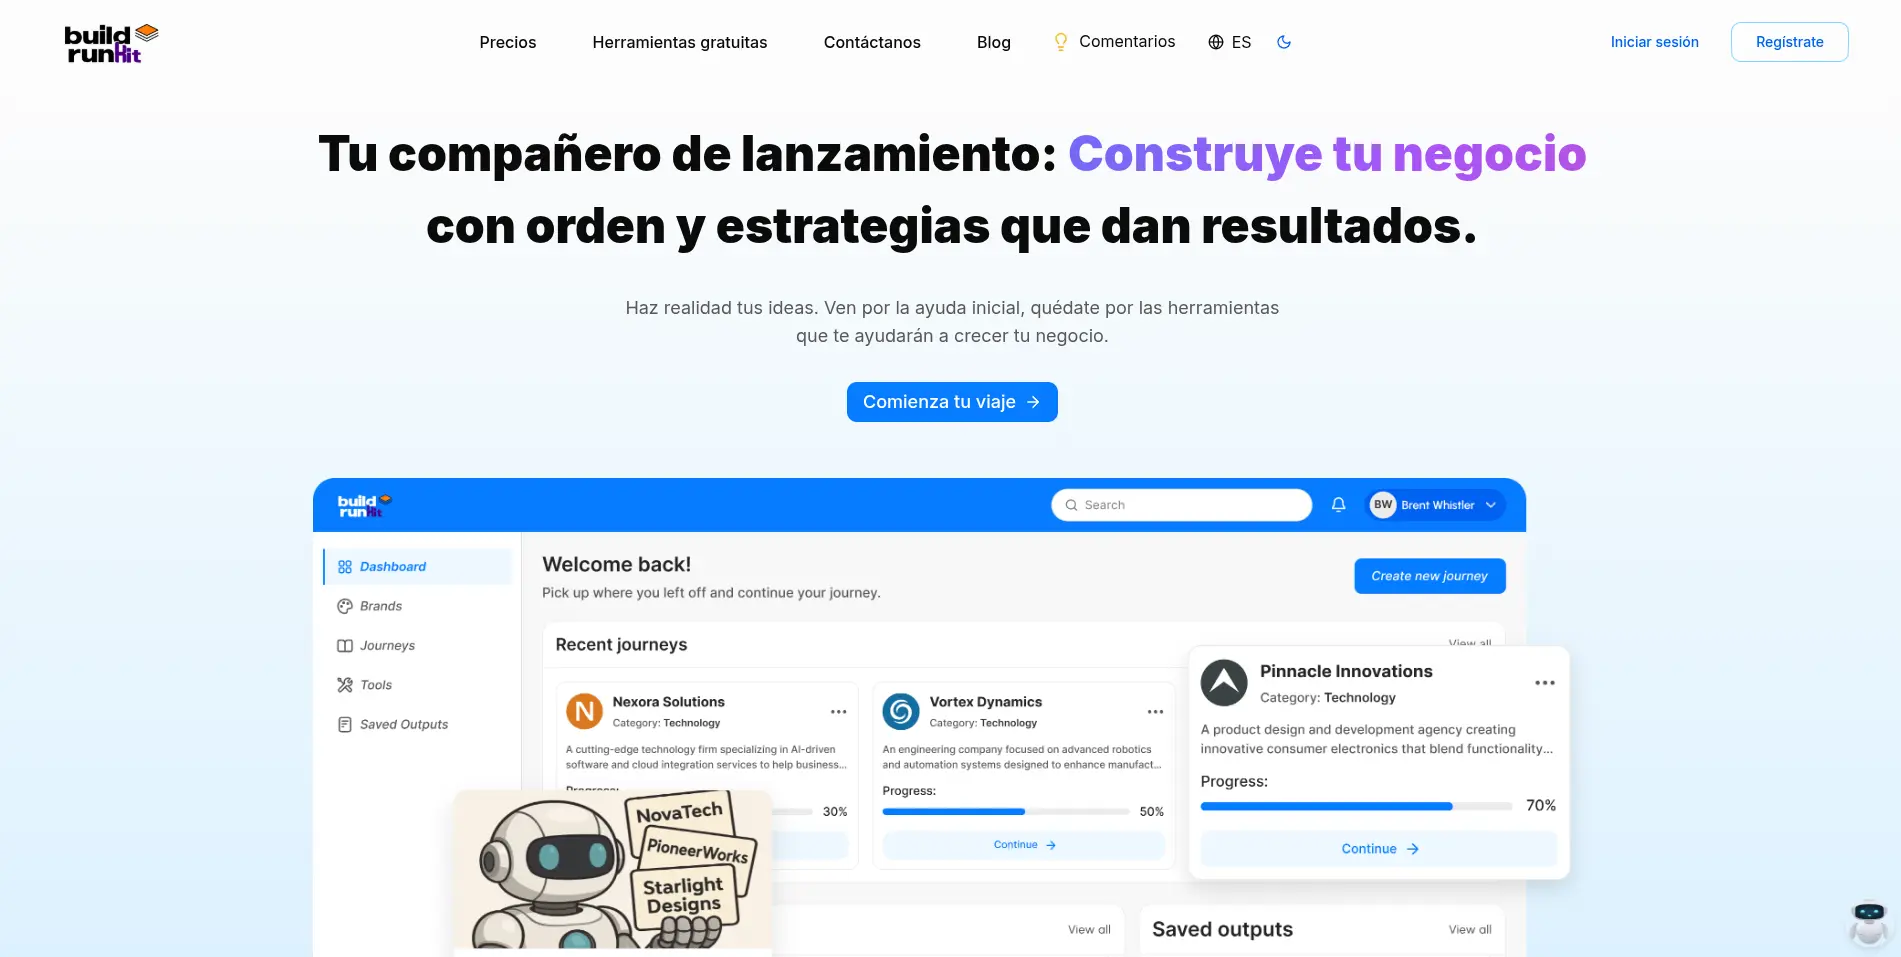 build
runKit
Precios
Herramientas gratuitas
Contáctanos
Blog
Comentarios
ES
Iniciar sesión
Regístrate
Tu compañero de lanzamiento: Construye tu negocio
con orden y estrategias que dan resultados.
Haz realidad tus ideas. Ven por la ayuda inicial, quédate por las herramientas
que te ayudarán a crecer tu negocio.
Comienza tu viaje
build
runKit
Search
BW
Brent Whistler
Dashboard
Brands
Journeys
Tools
Saved Outputs
Welcome back!
Pick up where you left off and continue your journey.
Create new journey
Recent journeys
View all
N
Nexora Solutions
Category: Technology
A cutting-edge technology firm specializing in AI-driven
software and cloud integration services to help business...
Progress:
30%
Vortex Dynamics
Category: Technology
An engineering company focused on advanced robotics
and automation systems designed to enhance manufact...
Progress:
50%
Continue
Pinnacle Innovations
Category: Technology
A product design and development agency creating
innovative consumer electronics that blend functionality...
Progress:
70%
Continue
NovaTech
PioneerWorks
Starlight
Designs
View all
Saved outputs
View all